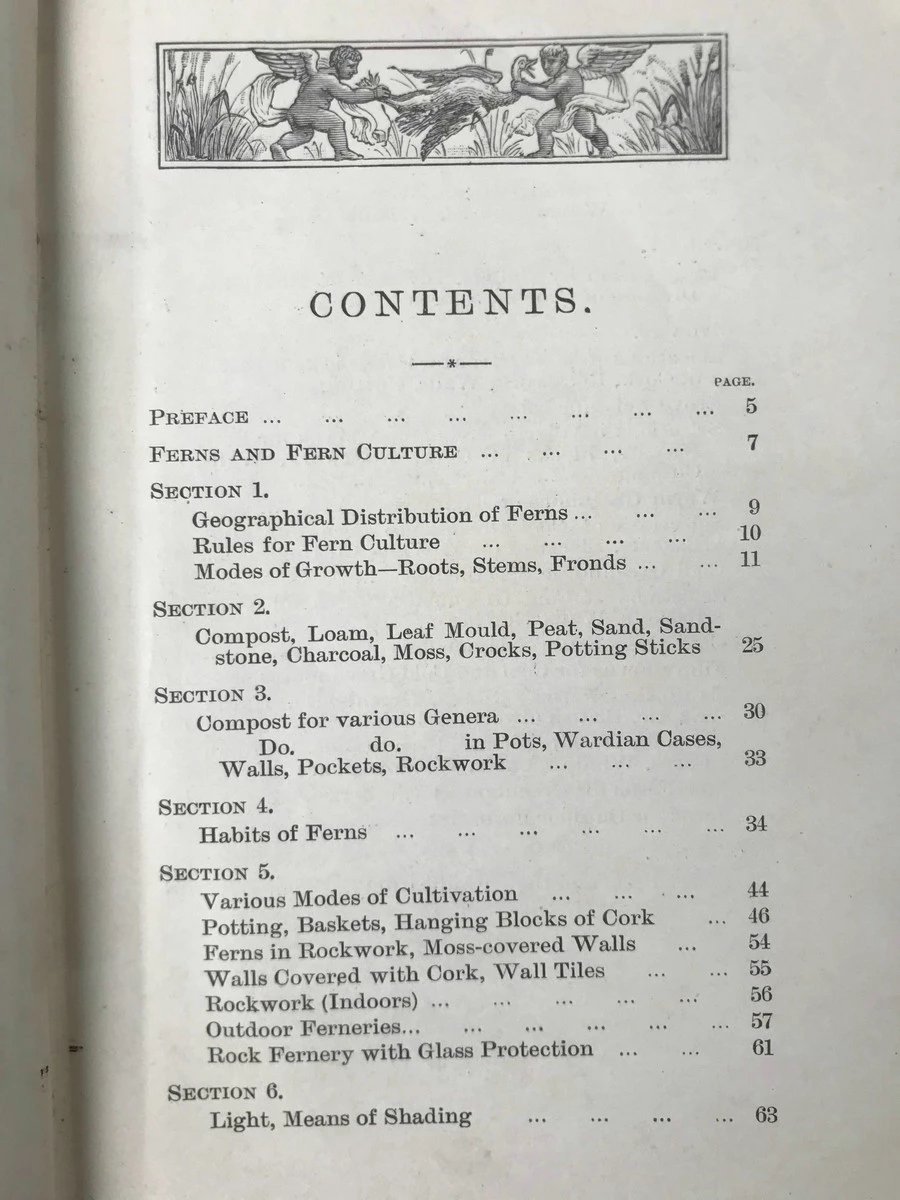 CONTENTS.
PAGE.
PREFACE ... ... ... ... ... ... ... ... 5
FERNS AND FERN CULTURE ... ... ... ... 7
SECTION 1.
Geographical Distribution of Ferns ... ... ... 9
Rules for Fern Culture ... ... ... ... 10
Modes of Growth—Roots, Stems, Fronds ... ... 11
SECTION 2.
Compost, Loam, Leaf Mould, Peat, Sand, Sand-
stone, Charcoal, Moss, Crocks, Potting Sticks 25
SECTION 3.
Compost for various Genera ... ... ... ... 30
Do. do. in Pots, Wardian Cases,
Walls, Pockets, Rockwork ... ... ... 33
SECTION 4.
Habits of Ferns ... ... ... ... ... ... 34
SECTION 5.
Various Modes of Cultivation ... ... ... 44
Potting, Baskets, Hanging Blocks of Cork ... 46
Ferns in Rockwork, Moss-covered Walls ... 54
Walls Covered with Cork, Wall Tiles ... ... 55
Rockwork (Indoors) ... ... ... ... ... 56
Outdoor Ferneries... ... ... ... ... ... 57
Rock Fernery with Glass Protection ... ... 61
SECTION 6.
Light, Means of Shading ... ... ... ... 63